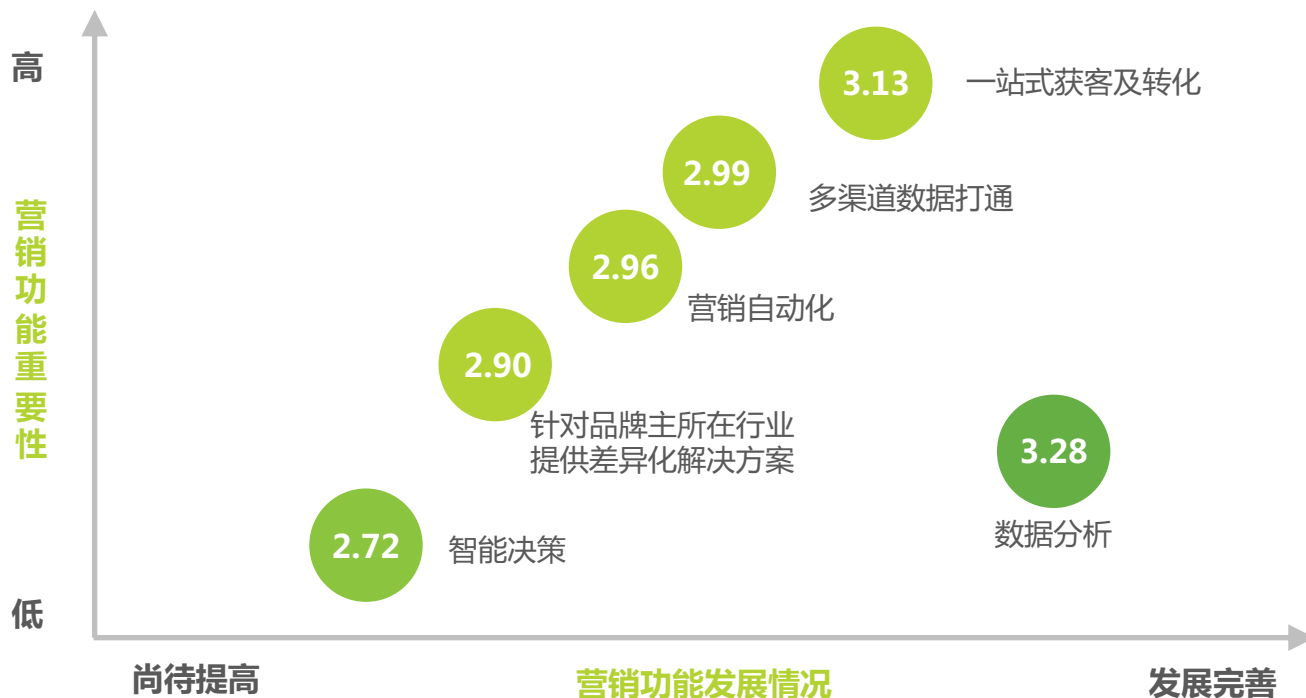 高
3.13
一站式获客及转化
2.99
多渠道数据打通
营销功能重要性
2.96
营销自动化
2.90
针对品牌主所在行业
提供差异化解决方案
3.28
数据分析
2.72
智能决策
低
尚待提高
营销功能发展情况
发展完善